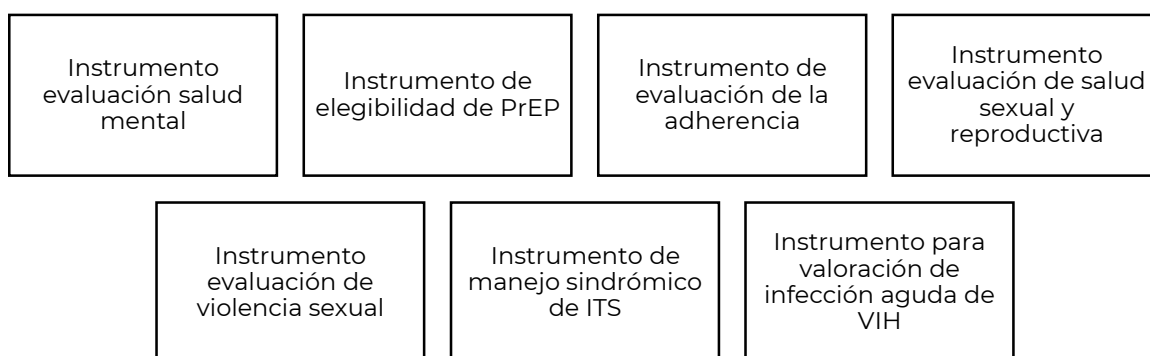 Instrumento
evaluación salud
mental
Instrumento de
elegibilidad de PrEP
Instrumento de
evaluación de la
adherencia
Instrumento
evaluación de salud
sexual y
reproductiva
Instrumento
evaluación de
violencia sexual
Instrumento de
manejo sindrómico
de ITS
Instrumento para
valoración de
infección aguda de
VIH